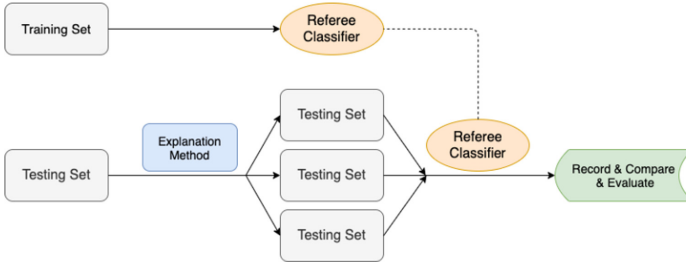 Training Set
Referee
Classifier
Testing Set
Explanation
Method
Testing Set
Testing Set
Testing Set
Referee
Classifier
Record & Compare
& Evaluate